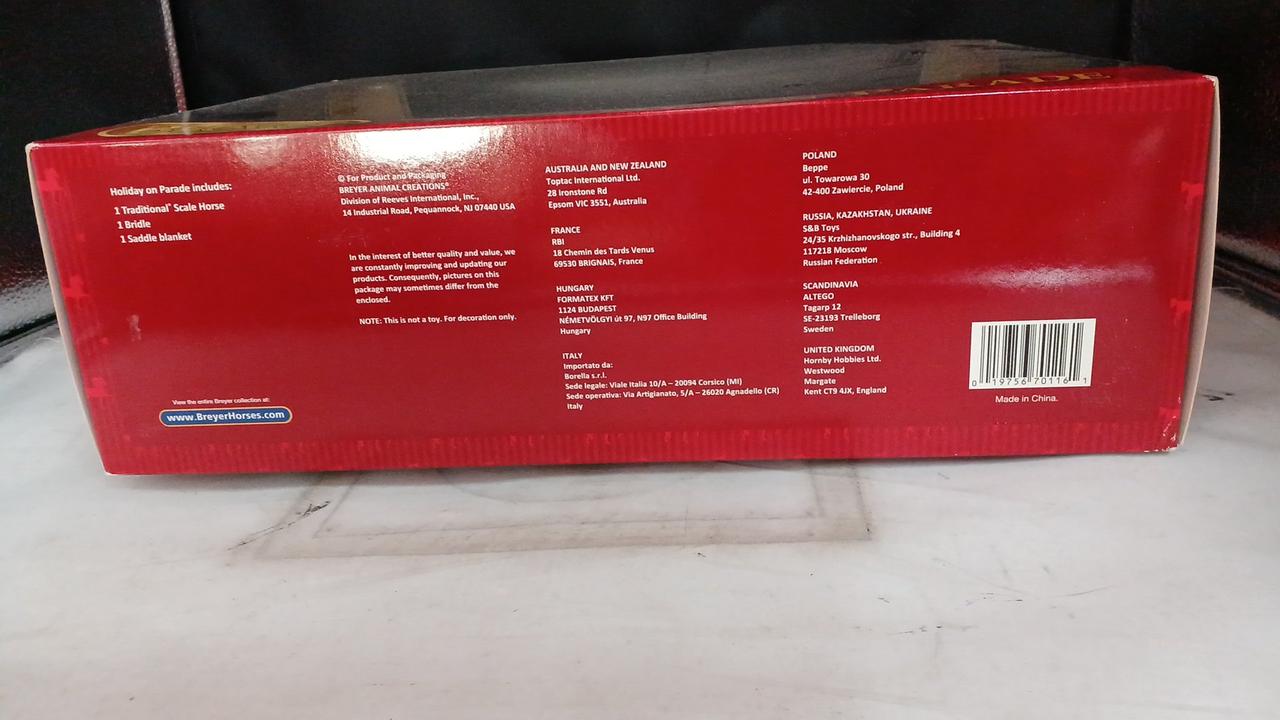 Holiday on Parade includes:
1 Traditional® Scale Horse
1 Bridle
1 Saddle blanket
View the entire Breyer collection at:
www.BreyerHorses.com
© For Product and Packaging
BREYER ANIMAL CREATIONS®
Division of Reeves International, Inc.,
14 Industrial Road, Pequannock, NJ 07440 USA
In the interest of better quality and value, we
are constantly improving and updating our
products. Consequently, pictures on this
package may sometimes differ from the
enclosed.
NOTE: This is not a toy. For decoration only.
AUSTRALIA AND NEW ZEALAND
Toptac International Ltd.
28 Ironstone Rd
Epsom VIC 3551, Australia
FRANCE
RBI
18 Chemin des Tards Venus
69530 BRIGNAIS, France
HUNGARY
FORMATEX KFT
1124 BUDAPEST
NÉMETVÖLGYI út 97, N97 Office Building
Hungary
ITALY
Importato da:
Borella s.r.l.
Sede legale: Viale Italia 10/A – 20094 Corsico (MI)
Sede operativa: Via Artigianato, 5/A – 26020 Agnadello (CR)
Italy
POLAND
Beppe
ul. Towarowa 30
42-400 Zawiercie, Poland
RUSSIA, KAZAKHSTAN, UKRAINE
S&B Toys
24/35 Krzhizhanovskogo str., Building 4
117218 Moscow
Russian Federation
SCANDINAVIA
ALTEGO
Tagarp 12
SE-23193 Trelleborg
Sweden
UNITED KINGDOM
Hornby Hobbies Ltd.
Westwood
Margate
Kent CT9 4JX, England
0 19756 70116 1
Made in China.